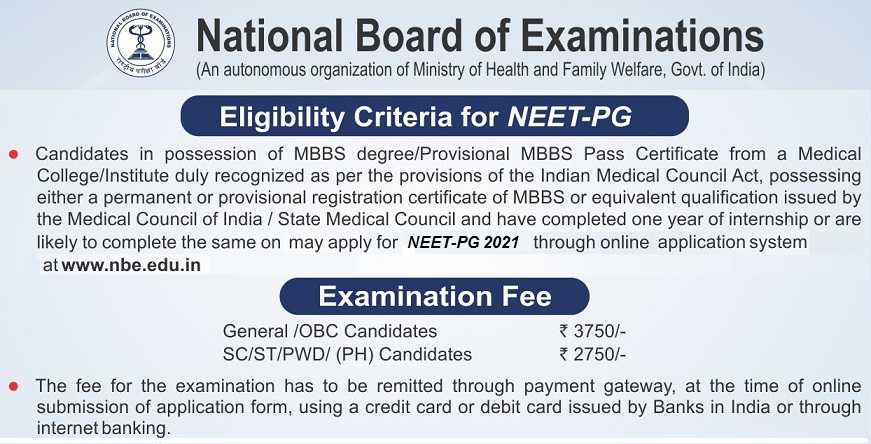 NATIONAL BOARD OF EXAMINATIONS
राष्ट्रीय परीक्षा बोर्ड
National Board of Examinations
(An autonomous organization of Ministry of Health and Family Welfare, Govt. of India)
Eligibility Criteria for NEET-PG
Candidates in possession of MBBS degree/Provisional MBBS Pass Certificate from a Medical
College/Institute duly recognized as per the provisions of the Indian Medical Council Act, possessing
either a permanent or provisional registration certificate of MBBS or equivalent qualification issued by
the Medical Council of India / State Medical Council and have completed one year of internship or are
likely to complete the same on may apply for NEET-PG 2021 through online application system
at www.nbe.edu.in
Examination Fee
General /OBC Candidates ₹ 3750/-
SC/ST/PWD/ (PH) Candidates ₹ 2750/-
The fee for the examination has to be remitted through payment gateway, at the time of online
submission of application form, using a credit card or debit card issued by Banks in India or through
internet banking.